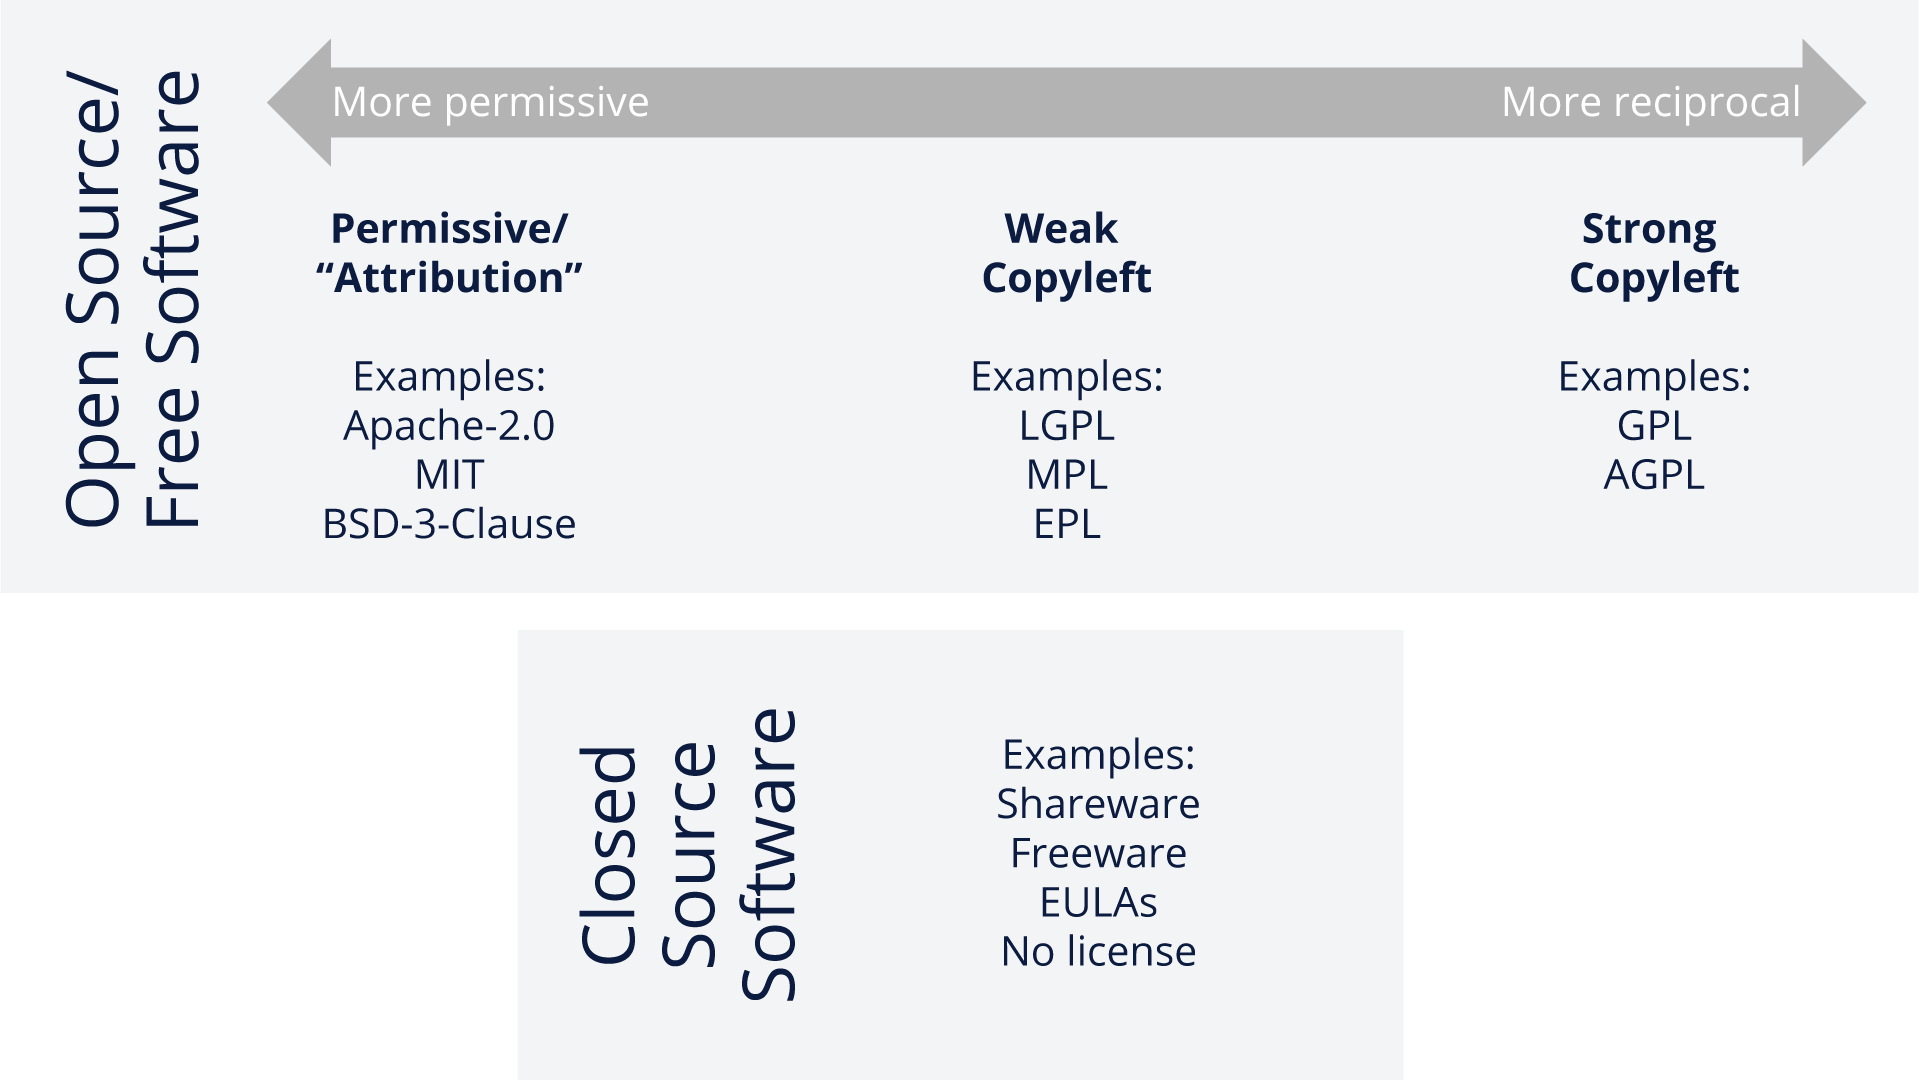 Open Source/
Free Software
More permissive
More reciprocal
Permissive/
“Attribution”
Examples:
Apache-2.0
MIT
BSD-3-Clause
Weak
Copyleft
Examples:
LGPL
MPL
EPL
Strong
Copyleft
Examples:
GPL
AGPL
Closed
Source
Software
Examples:
Shareware
Freeware
EULAs
No license